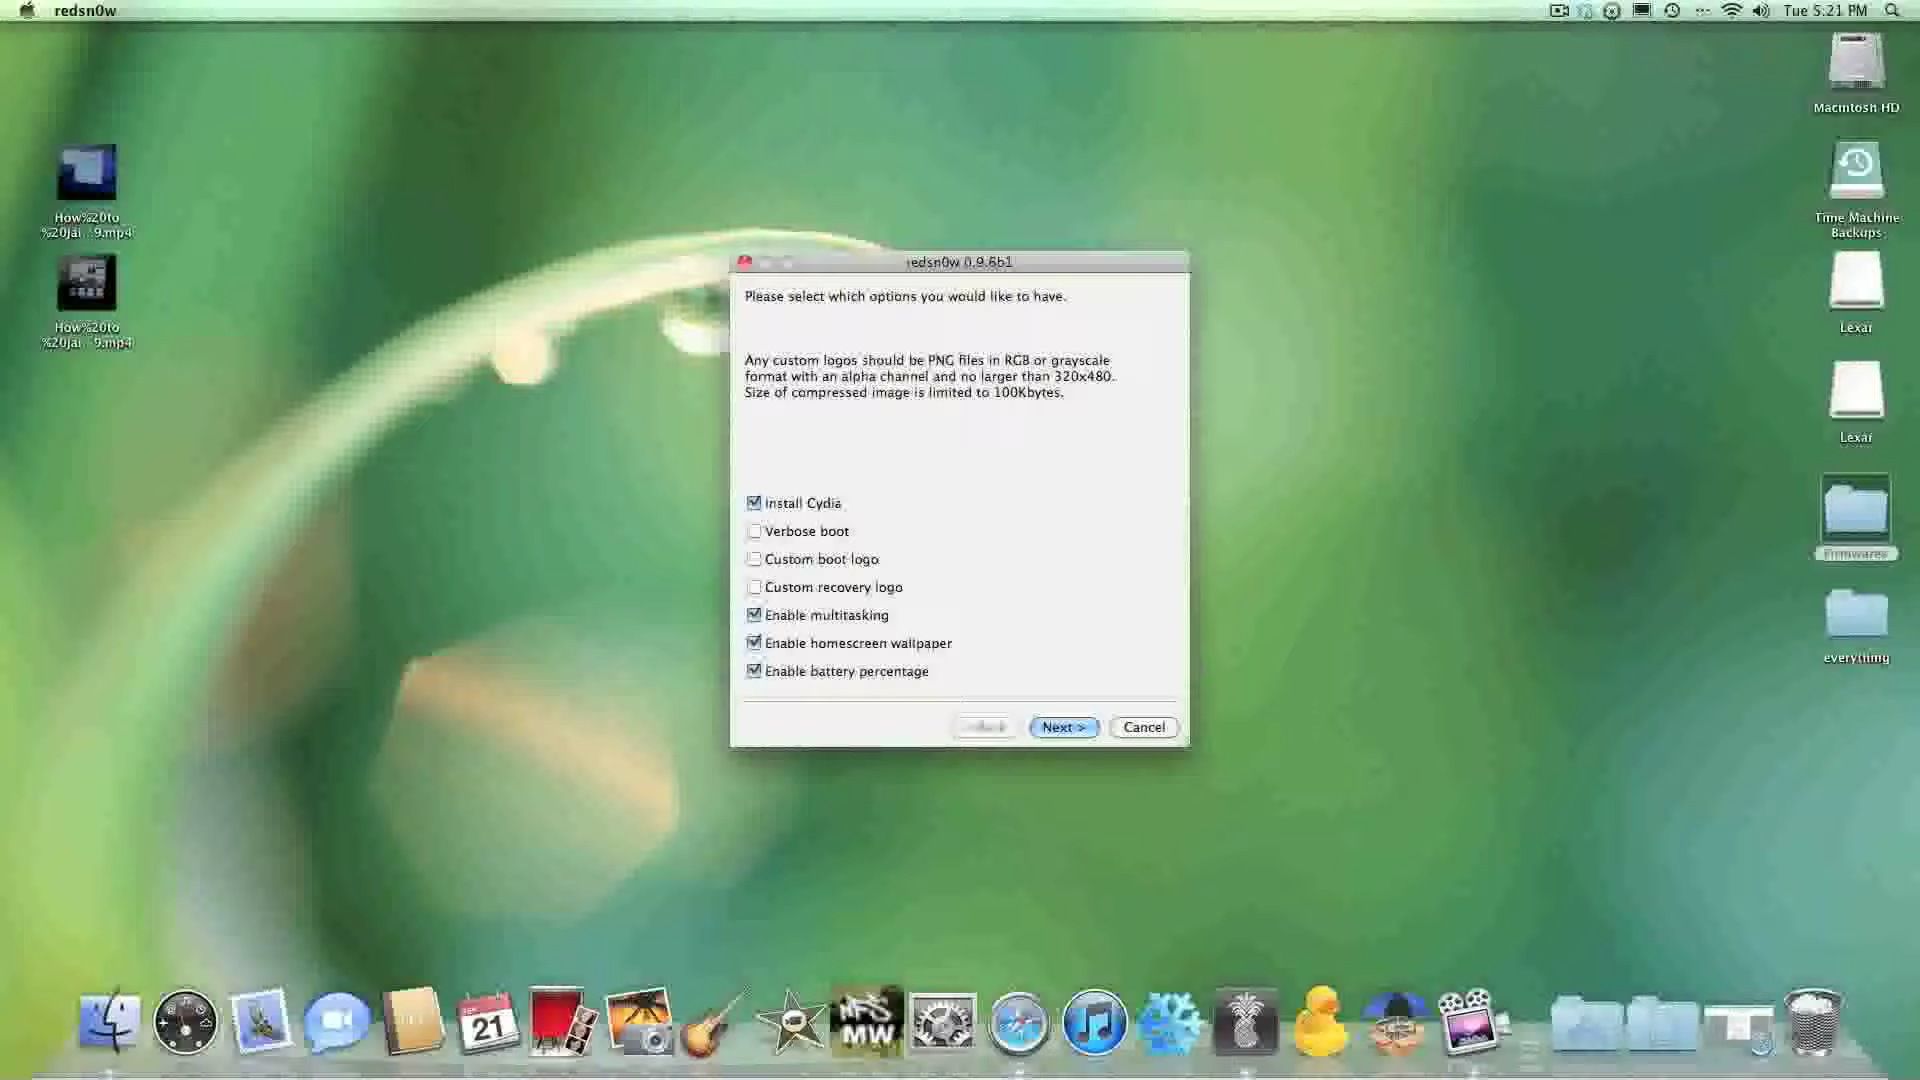 redsn0w
Tue 5:21 PM
Macintosh HD
How%20to
%20jai...9.mp4
Time Machine
Backups
redsn0w 0.9.6b1
Please select which options you would like to have.
How%20to
%20jai...9.mp4
Lexar
Any custom logos should be PNG files in RGB or grayscale
format with an alpha channel and no larger than 320x480.
Size of compressed image is limited to 100Kbytes.
Lexar
Install Cydia
Verbose boot
Custom boot logo
Firmwares
Custom recovery logo
Enable multitasking
Enable homescreen wallpaper
everything
Enable battery percentage
Next >
Cancel
21
MW